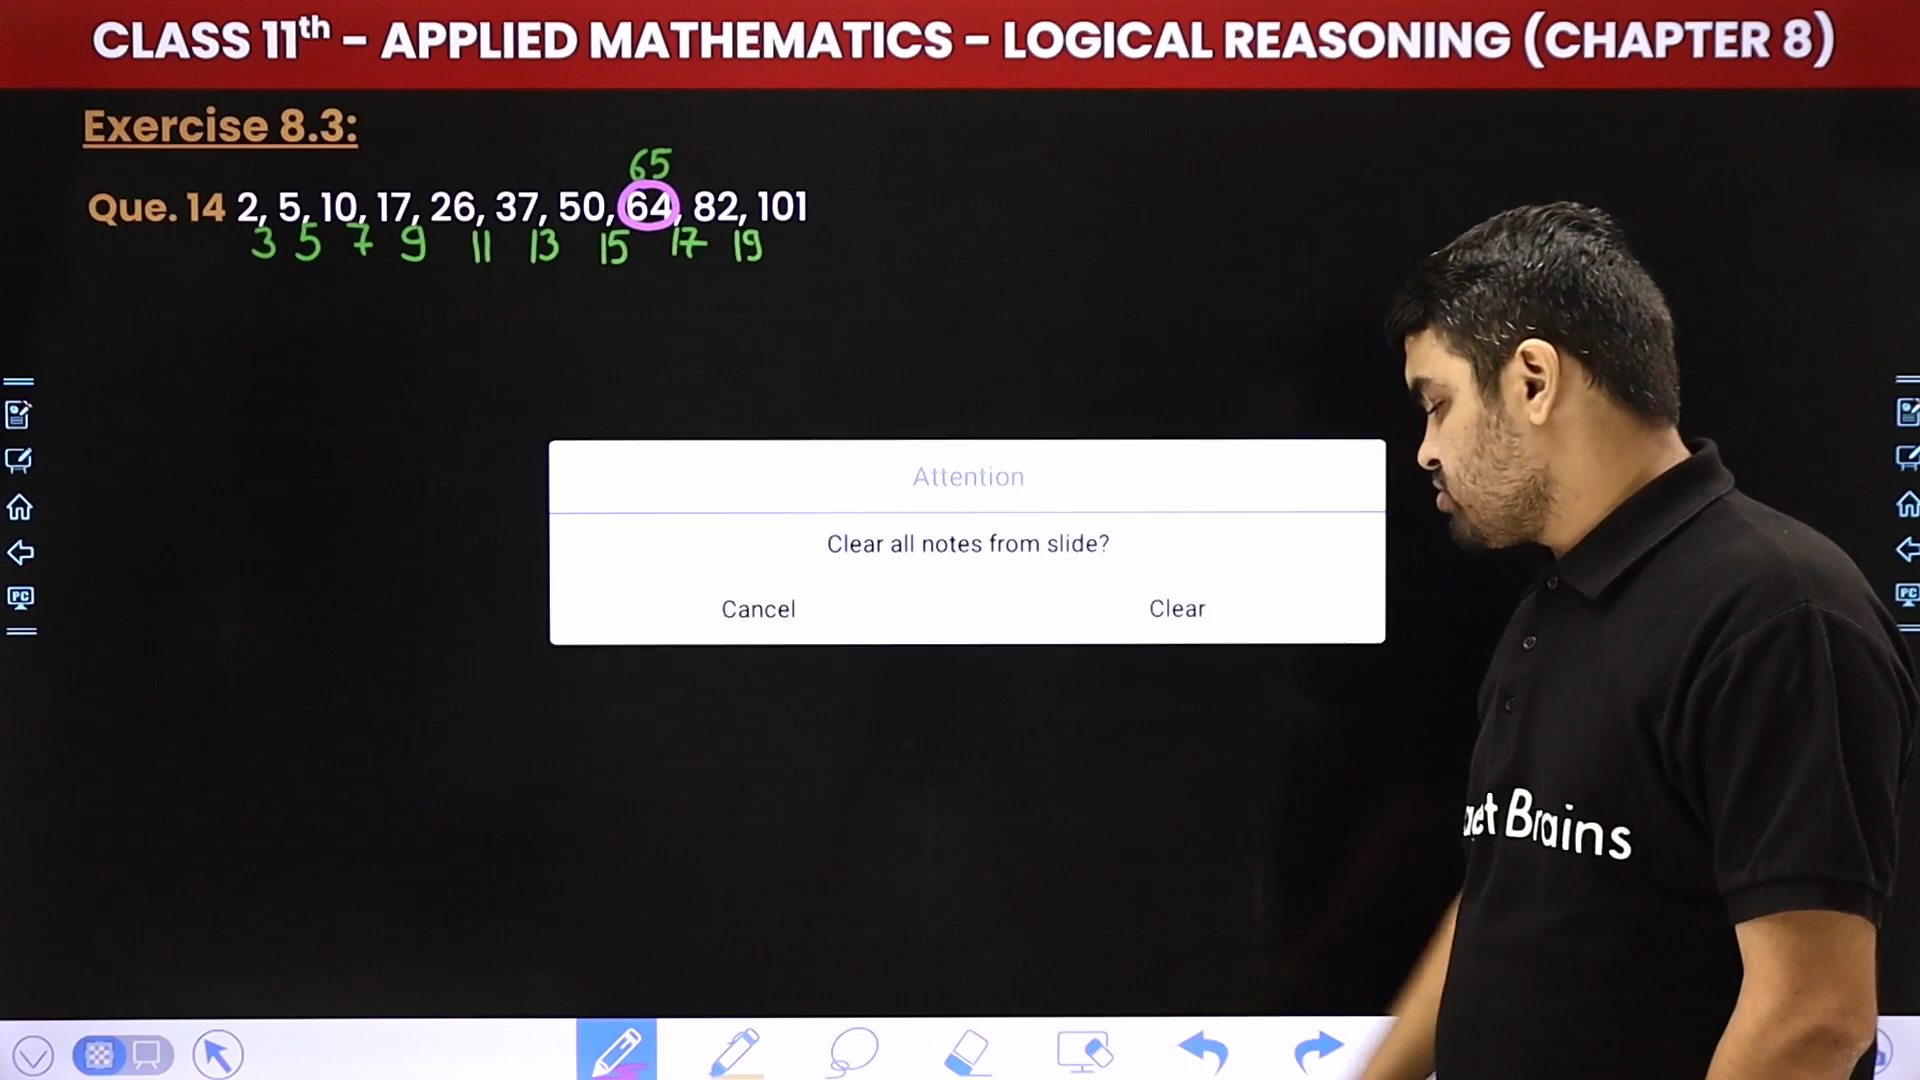 CLASS 11th - APPLIED MATHEMATICS - LOGICAL REASONING (CHAPTER 8)
Exercise 8.3:
65
Que. 14 2, 5, 10, 17, 26, 37, 50, 64, 82, 101
3 5 7 9 11 13 15 17 19
Attention
Clear all notes from slide?
Cancel Clear
PC
PC
Brains